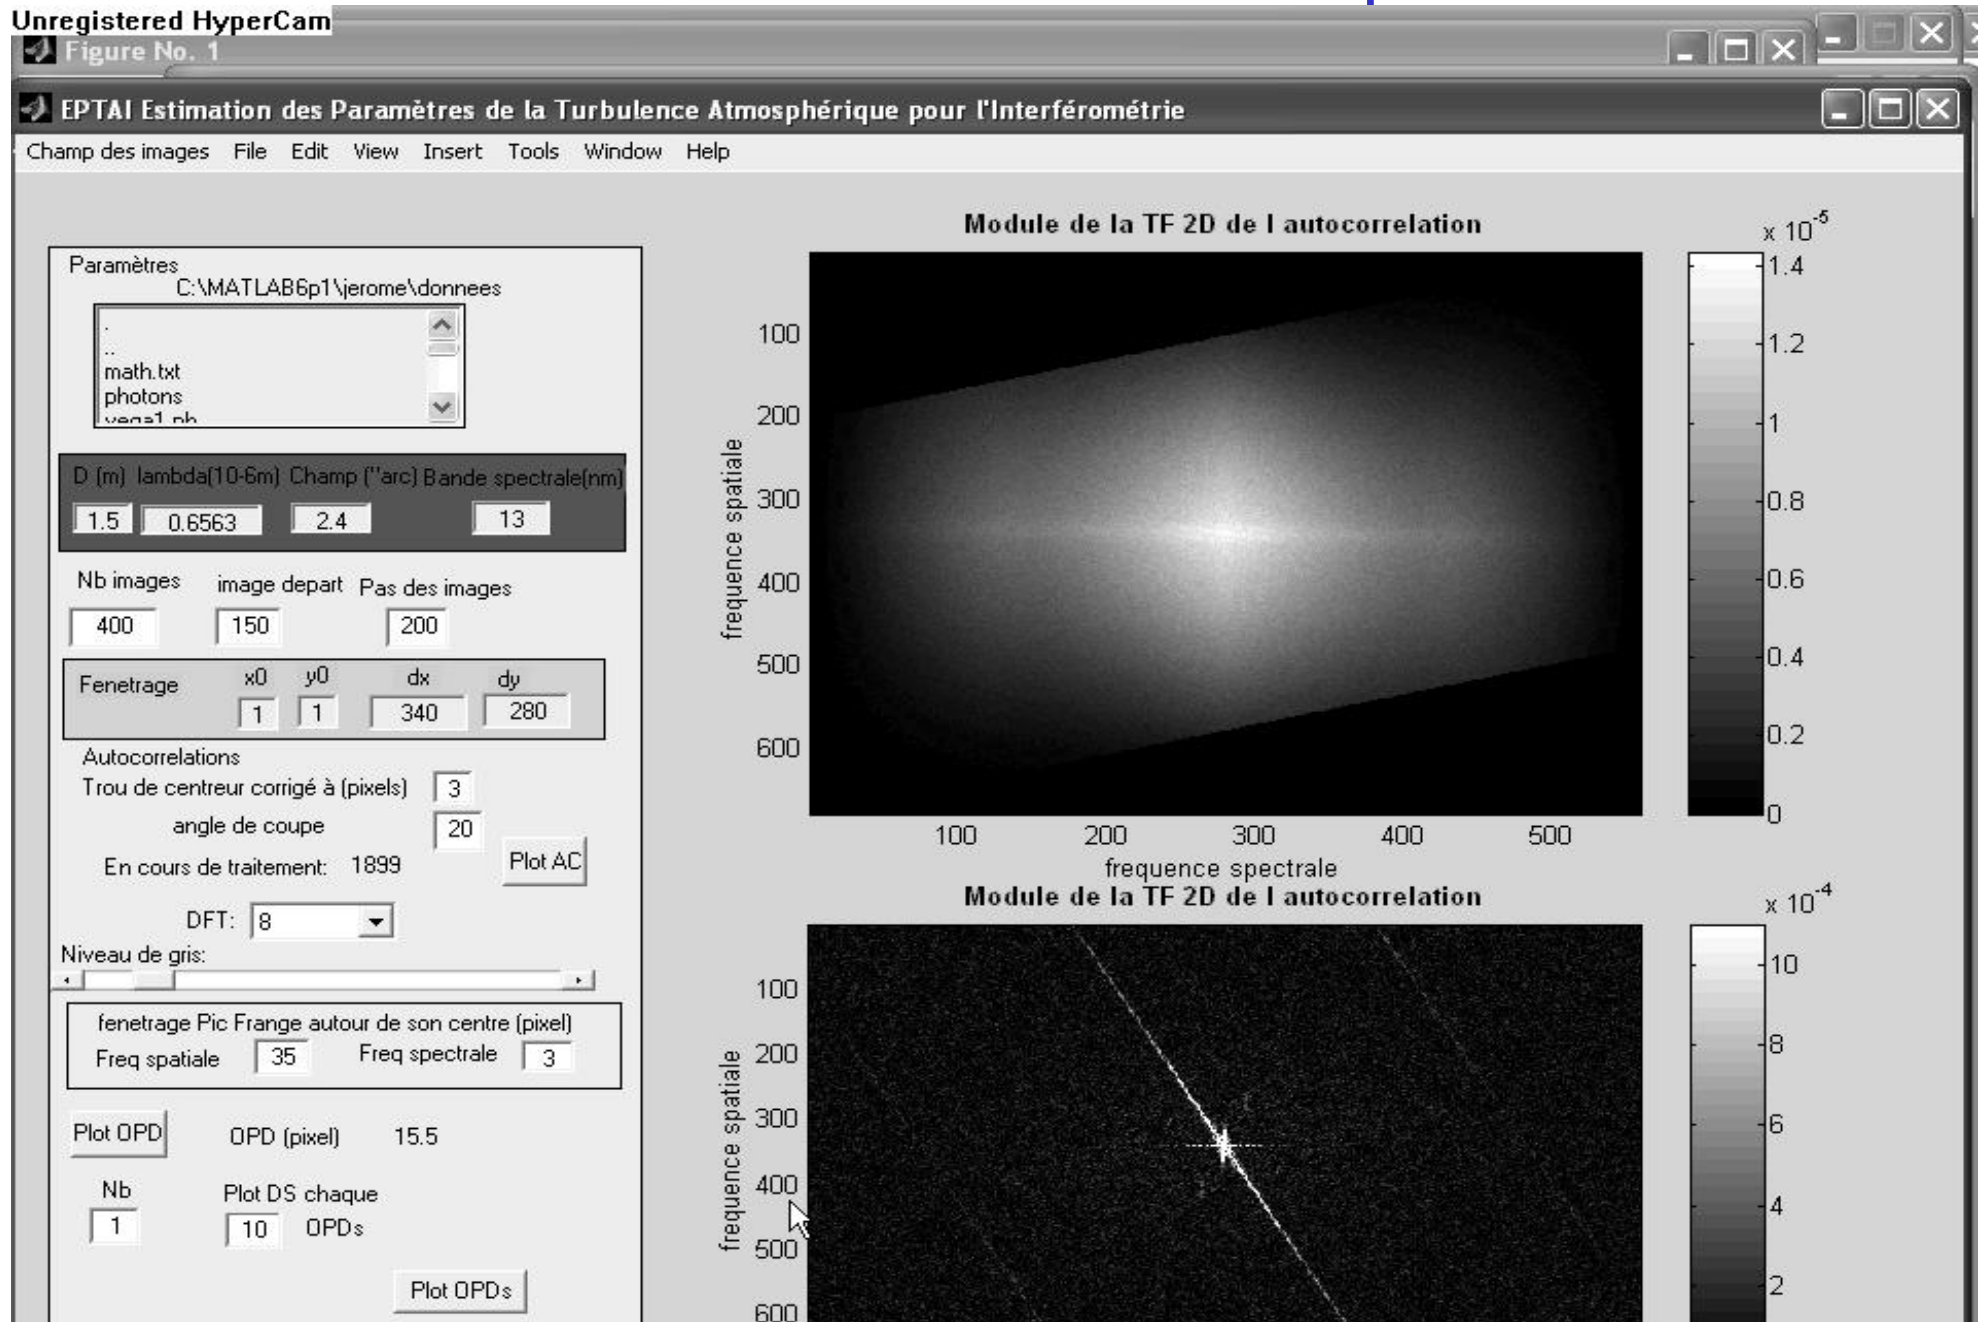 Unregistered HyperCam
Figure No. 1
EPTAI Estimation des Paramètres de la Turbulence Atmosphérique pour l'Interférométrie
Champ des images File Edit View Insert Tools Window Help
Paramètres
C:\MATLAB6p1\jerome\donnees
.
..
math.txt
photons
vega1.ph
D (m) lambda(10-6m) Champ ("arc) Bande spectrale(nm)
1.5 0.6563 2.4 13
Nb images image depart Pas des images
400 150 200
Fenetrage x0 y0 dx dy
1 1 340 280
Autocorrelations
Trou de centreur corrigé à (pixels) 3
angle de coupe 20
En cours de traitement: 1899 Plot AC
DFT: 8
Niveau de gris:
fenetrage Pic Frange autour de son centre (pixel)
Freq spatiale 35 Freq spectrale 3
Plot OPD OPD (pixel) 15.5
Nb Plot DS chaque
1 10 OPDs
Plot OPDs
Module de la TF 2D de l autocorrelation
x 10-5
frequence spatiale
100
200
300
400
500
600
100 200 300 400 500
frequence spectrale
1.4
1.2
1
0.8
0.6
0.4
0.2
0
Module de la TF 2D de l autocorrelation
x 10-4
frequence spatiale
100
200
300
400
500
600
10
8
6
4
2